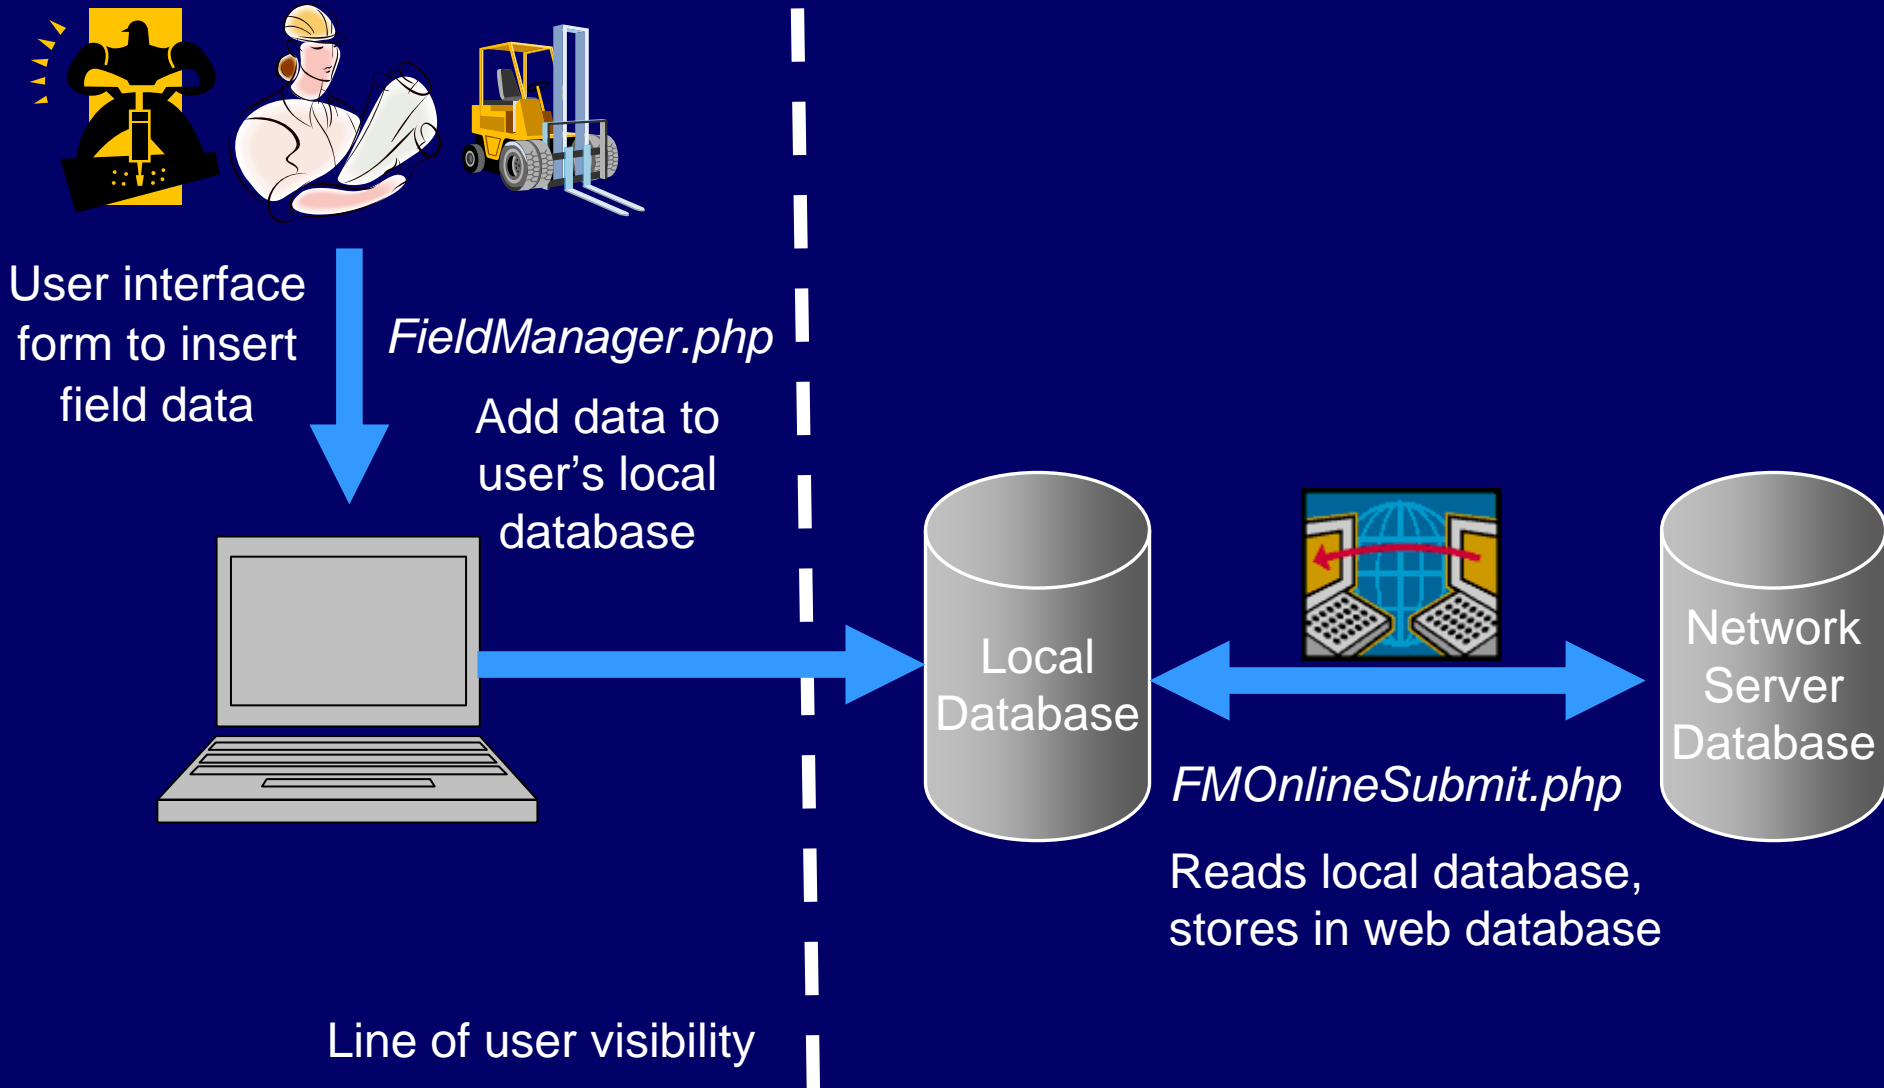 User interface
form to insert
field data
FieldManager.php
Add data to
user’s local
database
Local
Database
Network
Server
Database
FMOnlineSubmit.php
Reads local database,
stores in web database
Line of user visibility